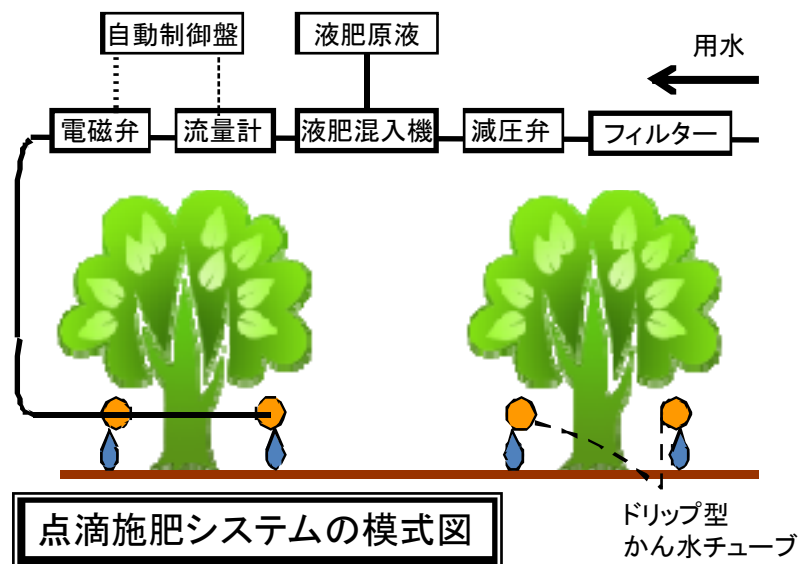 自動制御盤
液肥原液
用水
電磁弁
流量計
液肥混入機
減圧弁
フィルター
点滴施肥システムの模式図
ドリップ型
かん水チューブ